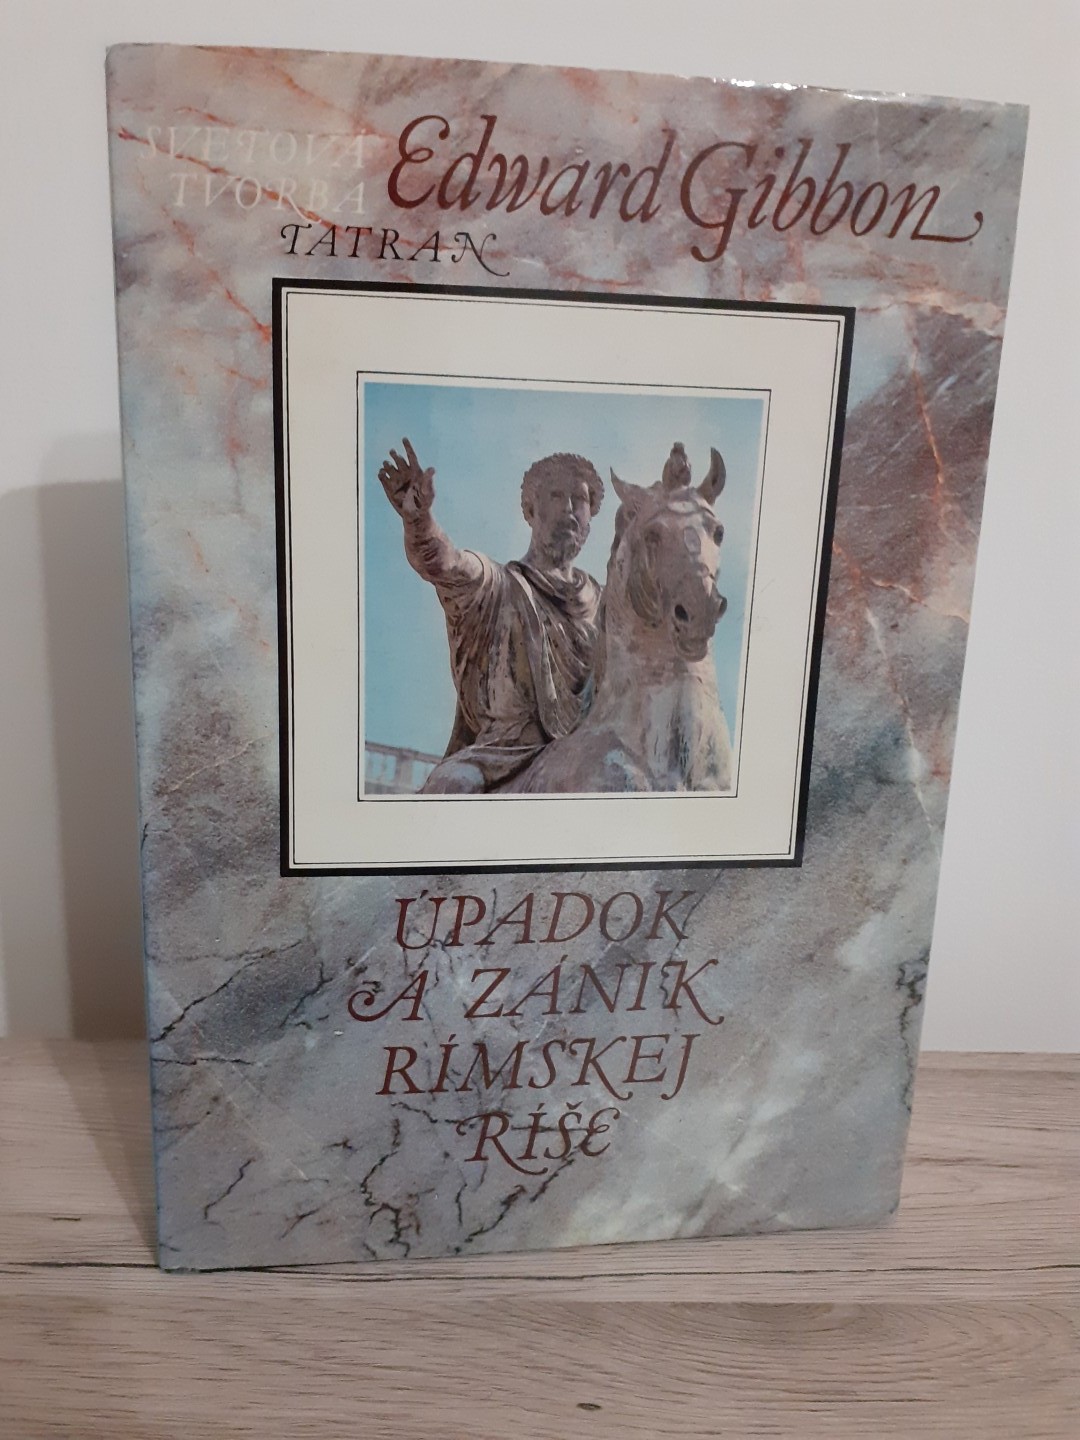 SVETOVÁ
TVORBA
TATRAN
Edward Gibbon
ÚPADOK
A ZÁNIK
RÍMSKEJ
RÍŠE